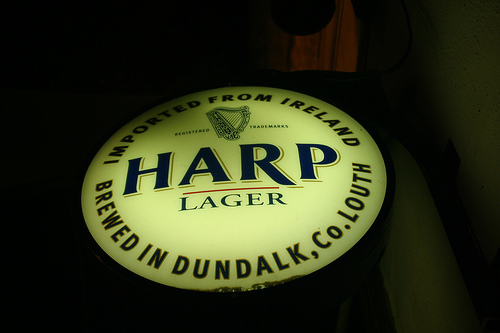 IMPORTED FROM IRELAND
REGISTERED TRADEMARKS
HARP
LAGER
BREWED IN DUNDALK, Co. LOUTH